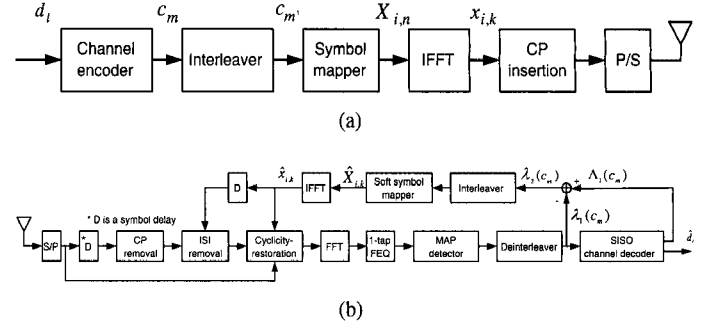 d_l c_m c_m' X_i,n x_i,k
Channel encoder
Interleaver
Symbol mapper
IFFT
CP insertion
P/S
(a)
x̂_i,k X̂_i,k λ̂_2(c_m) + Λ_1(c_m)
D
IFFT
Soft symbol mapper
Interleaver
-
λ_1(c_m)
* D is a symbol delay
S/P
*D
CP removal
ISI removal
Cyclicity-restoration
FFT
1-tap FEQ
MAP detector
Deinterleaver
SISO channel decoder
d̂_l
(b)